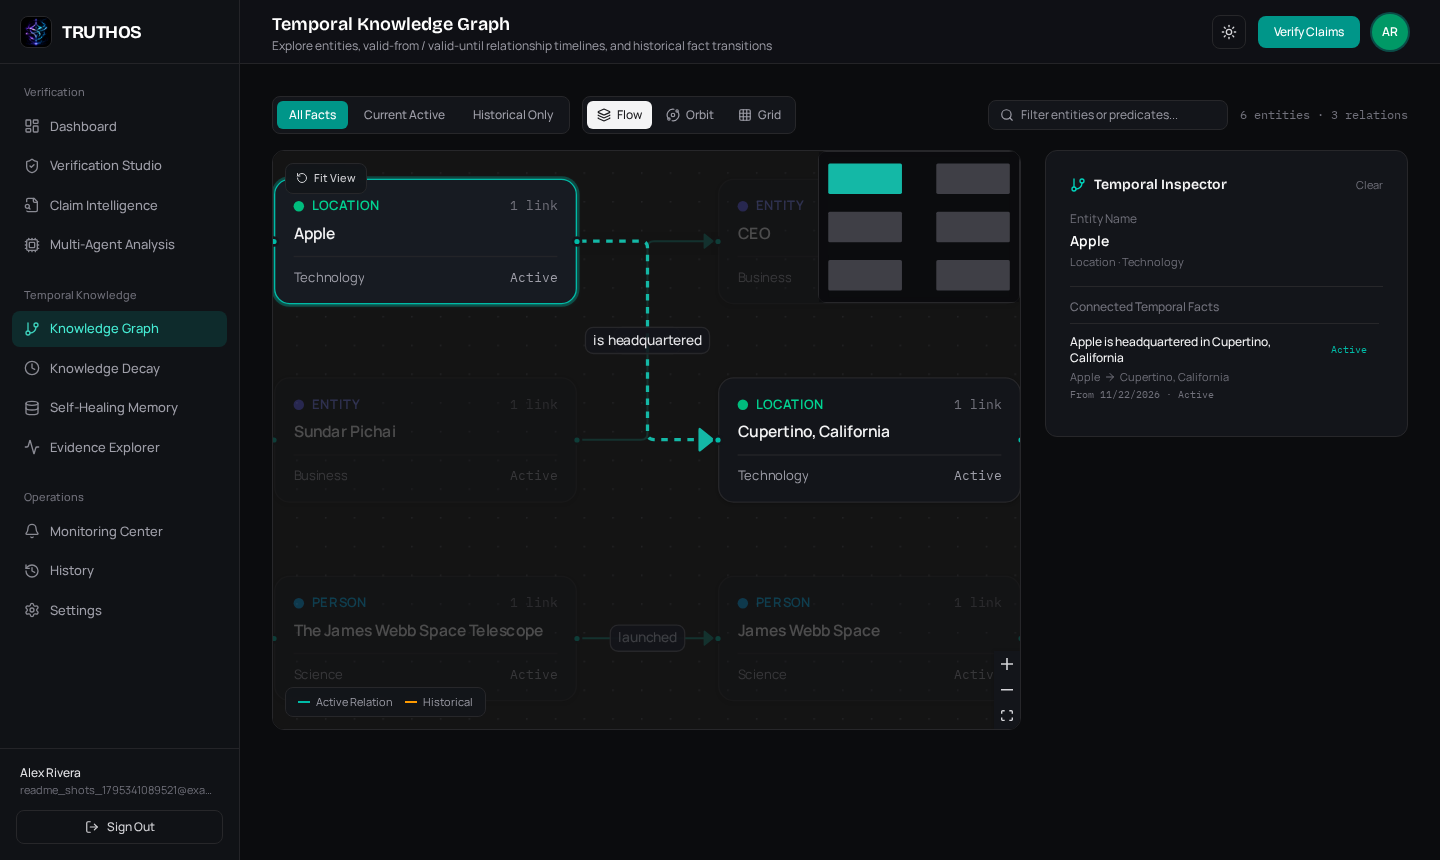 TRUTHOS
Verification
Dashboard
Verification Studio
Claim Intelligence
Multi-Agent Analysis
Temporal Knowledge
Knowledge Graph
Knowledge Decay
Self-Healing Memory
Evidence Explorer
Operations
Monitoring Center
History
Settings
Alex Rivera
readme_shots_1795341089521@exa...
Sign Out
Temporal Knowledge Graph
Explore entities, valid-from / valid-until relationship timelines, and historical fact transitions
Verify Claims
AR
All Facts
Current Active
Historical Only
Flow
Orbit
Grid
Filter entities or predicates...
6 entities · 3 relations
Fit View
LOCATION
1 link
Apple
Technology
Active
ENTITY
CEO
Business
is headquartered
ENTITY
1 link
Sundar Pichai
Business
Active
LOCATION
1 link
Cupertino, California
Technology
Active
PERSON
1 link
The James Webb Space Telescope
Science
Active
launched
PERSON
1 link
James Webb Space
Science
Activ
Active Relation
Historical
Temporal Inspector
Clear
Entity Name
Apple
Location · Technology
Connected Temporal Facts
Apple is headquartered in Cupertino,
California
Active
Apple → Cupertino, California
From 11/22/2026 · Active